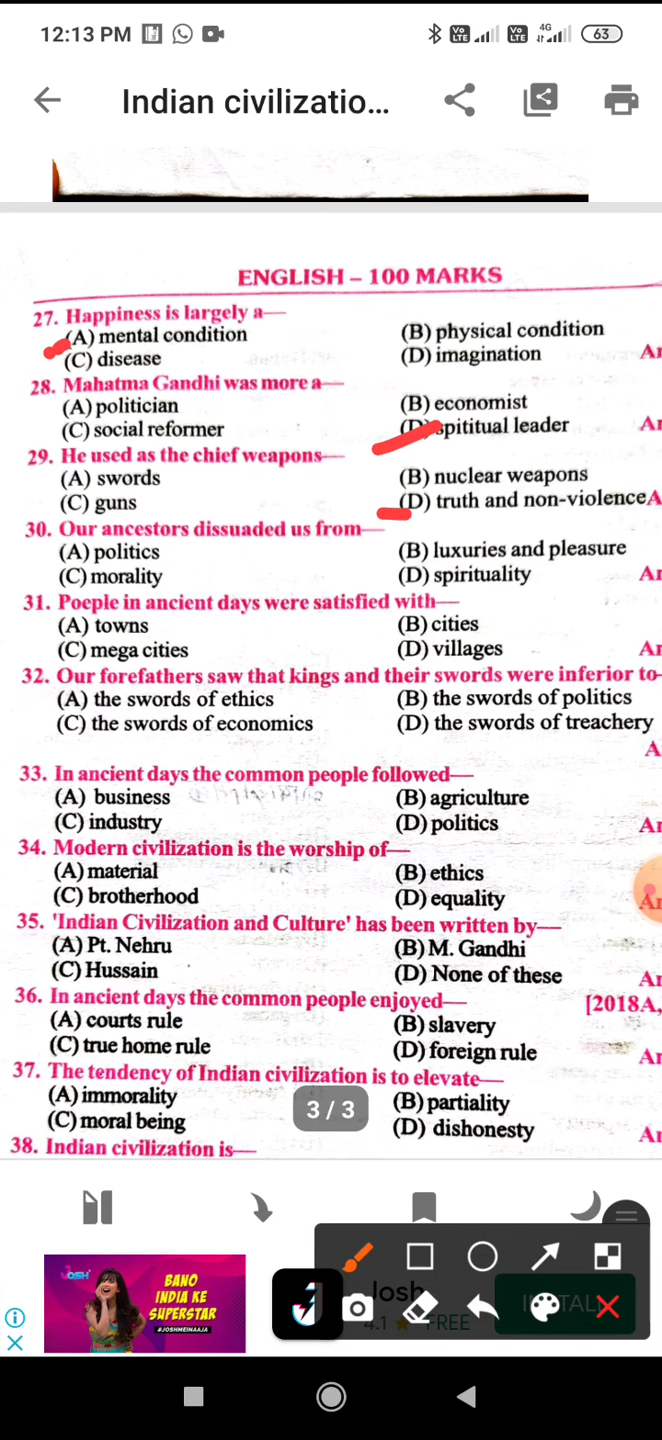 12:13 PM
4G
63
Indian civilizatio...
ENGLISH – 100 MARKS
27. Happiness is largely a—
(A) mental condition (B) physical condition
(C) disease (D) imagination
28. Mahatma Gandhi was more a—
(A) politician (B) economist
(C) social reformer (D) spititual leader
29. He used as the chief weapons—
(A) swords (B) nuclear weapons
(C) guns (D) truth and non-violence
30. Our ancestors dissuaded us from—
(A) politics (B) luxuries and pleasure
(C) morality (D) spirituality
31. Poeple in ancient days were satisfied with—
(A) towns (B) cities
(C) mega cities (D) villages
32. Our forefathers saw that kings and their swords were inferior to-
(A) the swords of ethics (B) the swords of politics
(C) the swords of economics (D) the swords of treachery
33. In ancient days the common people followed—
(A) business (B) agriculture
(C) industry (D) politics
34. Modern civilization is the worship of—
(A) material (B) ethics
(C) brotherhood (D) equality
35. 'Indian Civilization and Culture' has been written by—
(A) Pt. Nehru (B) M. Gandhi
(C) Hussain (D) None of these
36. In ancient days the common people enjoyed— [2018A,
(A) courts rule (B) slavery
(C) true home rule (D) foreign rule
37. The tendency of Indian civilization is to elevate—
(A) immorality (B) partiality
(C) moral being (D) dishonesty
3 / 3
38. Indian civilization is—
JOSH
BANO
INDIA KE
SUPERSTAR
#JOSHMEINAAJA
Josh
4.1 FREE